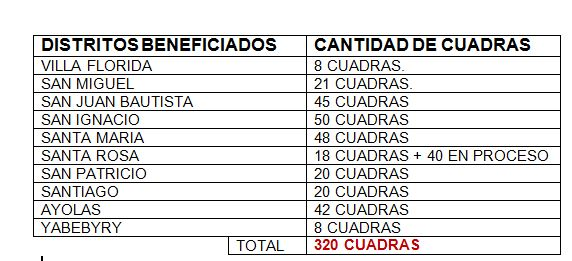 DISTRITOS BENEFICIADOS CANTIDAD DE CUADRAS
VILLA FLORIDA 8 CUADRAS.
SAN MIGUEL 21 CUADRAS.
SAN JUAN BAUTISTA 45 CUADRAS
SAN IGNACIO 50 CUADRAS
SANTA MARIA 48 CUADRAS
SANTA ROSA 18 CUADRAS + 40 EN PROCESO
SAN PATRICIO 20 CUADRAS
SANTIAGO 20 CUADRAS
AYOLAS 42 CUADRAS
YABEBYRY 8 CUADRAS
TOTAL 320 CUADRAS